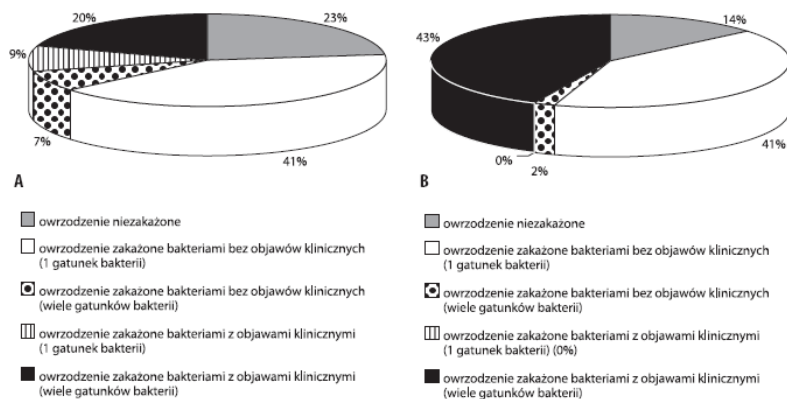 20%
23%
9%
7%
41%
A
owrzodzenie niezakażone
owrzodzenie zakażone bakteriami bez objawów klinicznych
(1 gatunek bakterii)
owrzodzenie zakażone bakteriami bez objawów klinicznych
(wiele gatunków bakterii)
owrzodzenie zakażone bakteriami z objawami klinicznymi
(1 gatunek bakterii)
owrzodzenie zakażone bakteriami z objawami klinicznymi
(wiele gatunków bakterii)
14%
43%
0%
2%
41%
B
owrzodzenie niezakażone
owrzodzenie zakażone bakteriami bez objawów klinicznych
(1 gatunek bakterii)
owrzodzenie zakażone bakteriami bez objawów klinicznych
(wiele gatunków bakterii)
owrzodzenie zakażone bakteriami z objawami klinicznymi
(1 gatunek bakterii) (0%)
owrzodzenie zakażone bakteriami z objawami klinicznymi
(wiele gatunków bakterii)